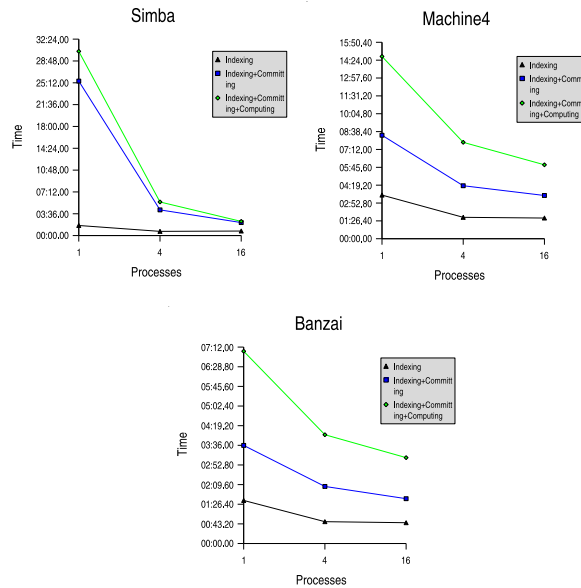 Simba
32:24,00
28:48,00
25:12,00
21:36,00
18:00,00
14:24,00
10:48,00
07:12,00
03:36,00
00:00,00
Time
1
4
16
Processes
Indexing
Indexing+Committ
ing
Indexing+Committ
ing+Computing
Machine4
15:50,40
14:24,00
12:57,60
11:31,20
10:04,80
08:38,40
07:12,00
05:45,60
04:19,20
02:52,80
01:26,40
00:00,00
Time
1
4
16
Processes
Indexing
Indexing+Comm
ing
Indexing+Comm
ing+Computing
Banzai
07:12,00
06:28,80
05:45,60
05:02,40
04:19,20
03:36,00
02:52,80
02:09,60
01:26,40
00:43,20
00:00,00
Time
1
4
16
Processes
Indexing
Indexing+Committ
ing
Indexing+Committ
ing+Computing